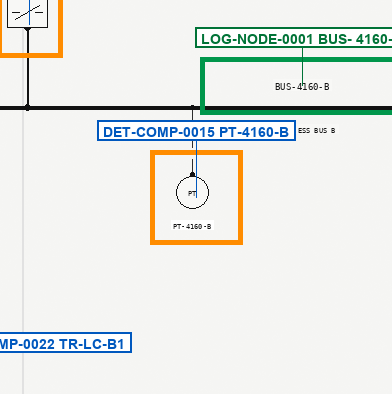 LOG-NODE-0001 BUS- 4160-
BUS-4160-B
DET-COMP-0015 PT-4160-B
ESS BUS B
PT
PT-4160-B
MP-0022 TR-LC-B1